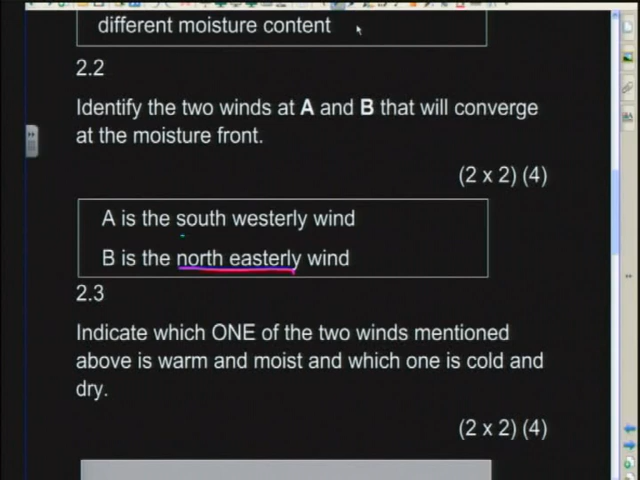 different moisture content
2.2
Identify the two winds at A and B that will converge
at the moisture front.
(2 x 2) (4)
A is the south westerly wind
B is the north easterly wind
2.3
Indicate which ONE of the two winds mentioned
above is warm and moist and which one is cold and
dry.
(2 x 2) (4)